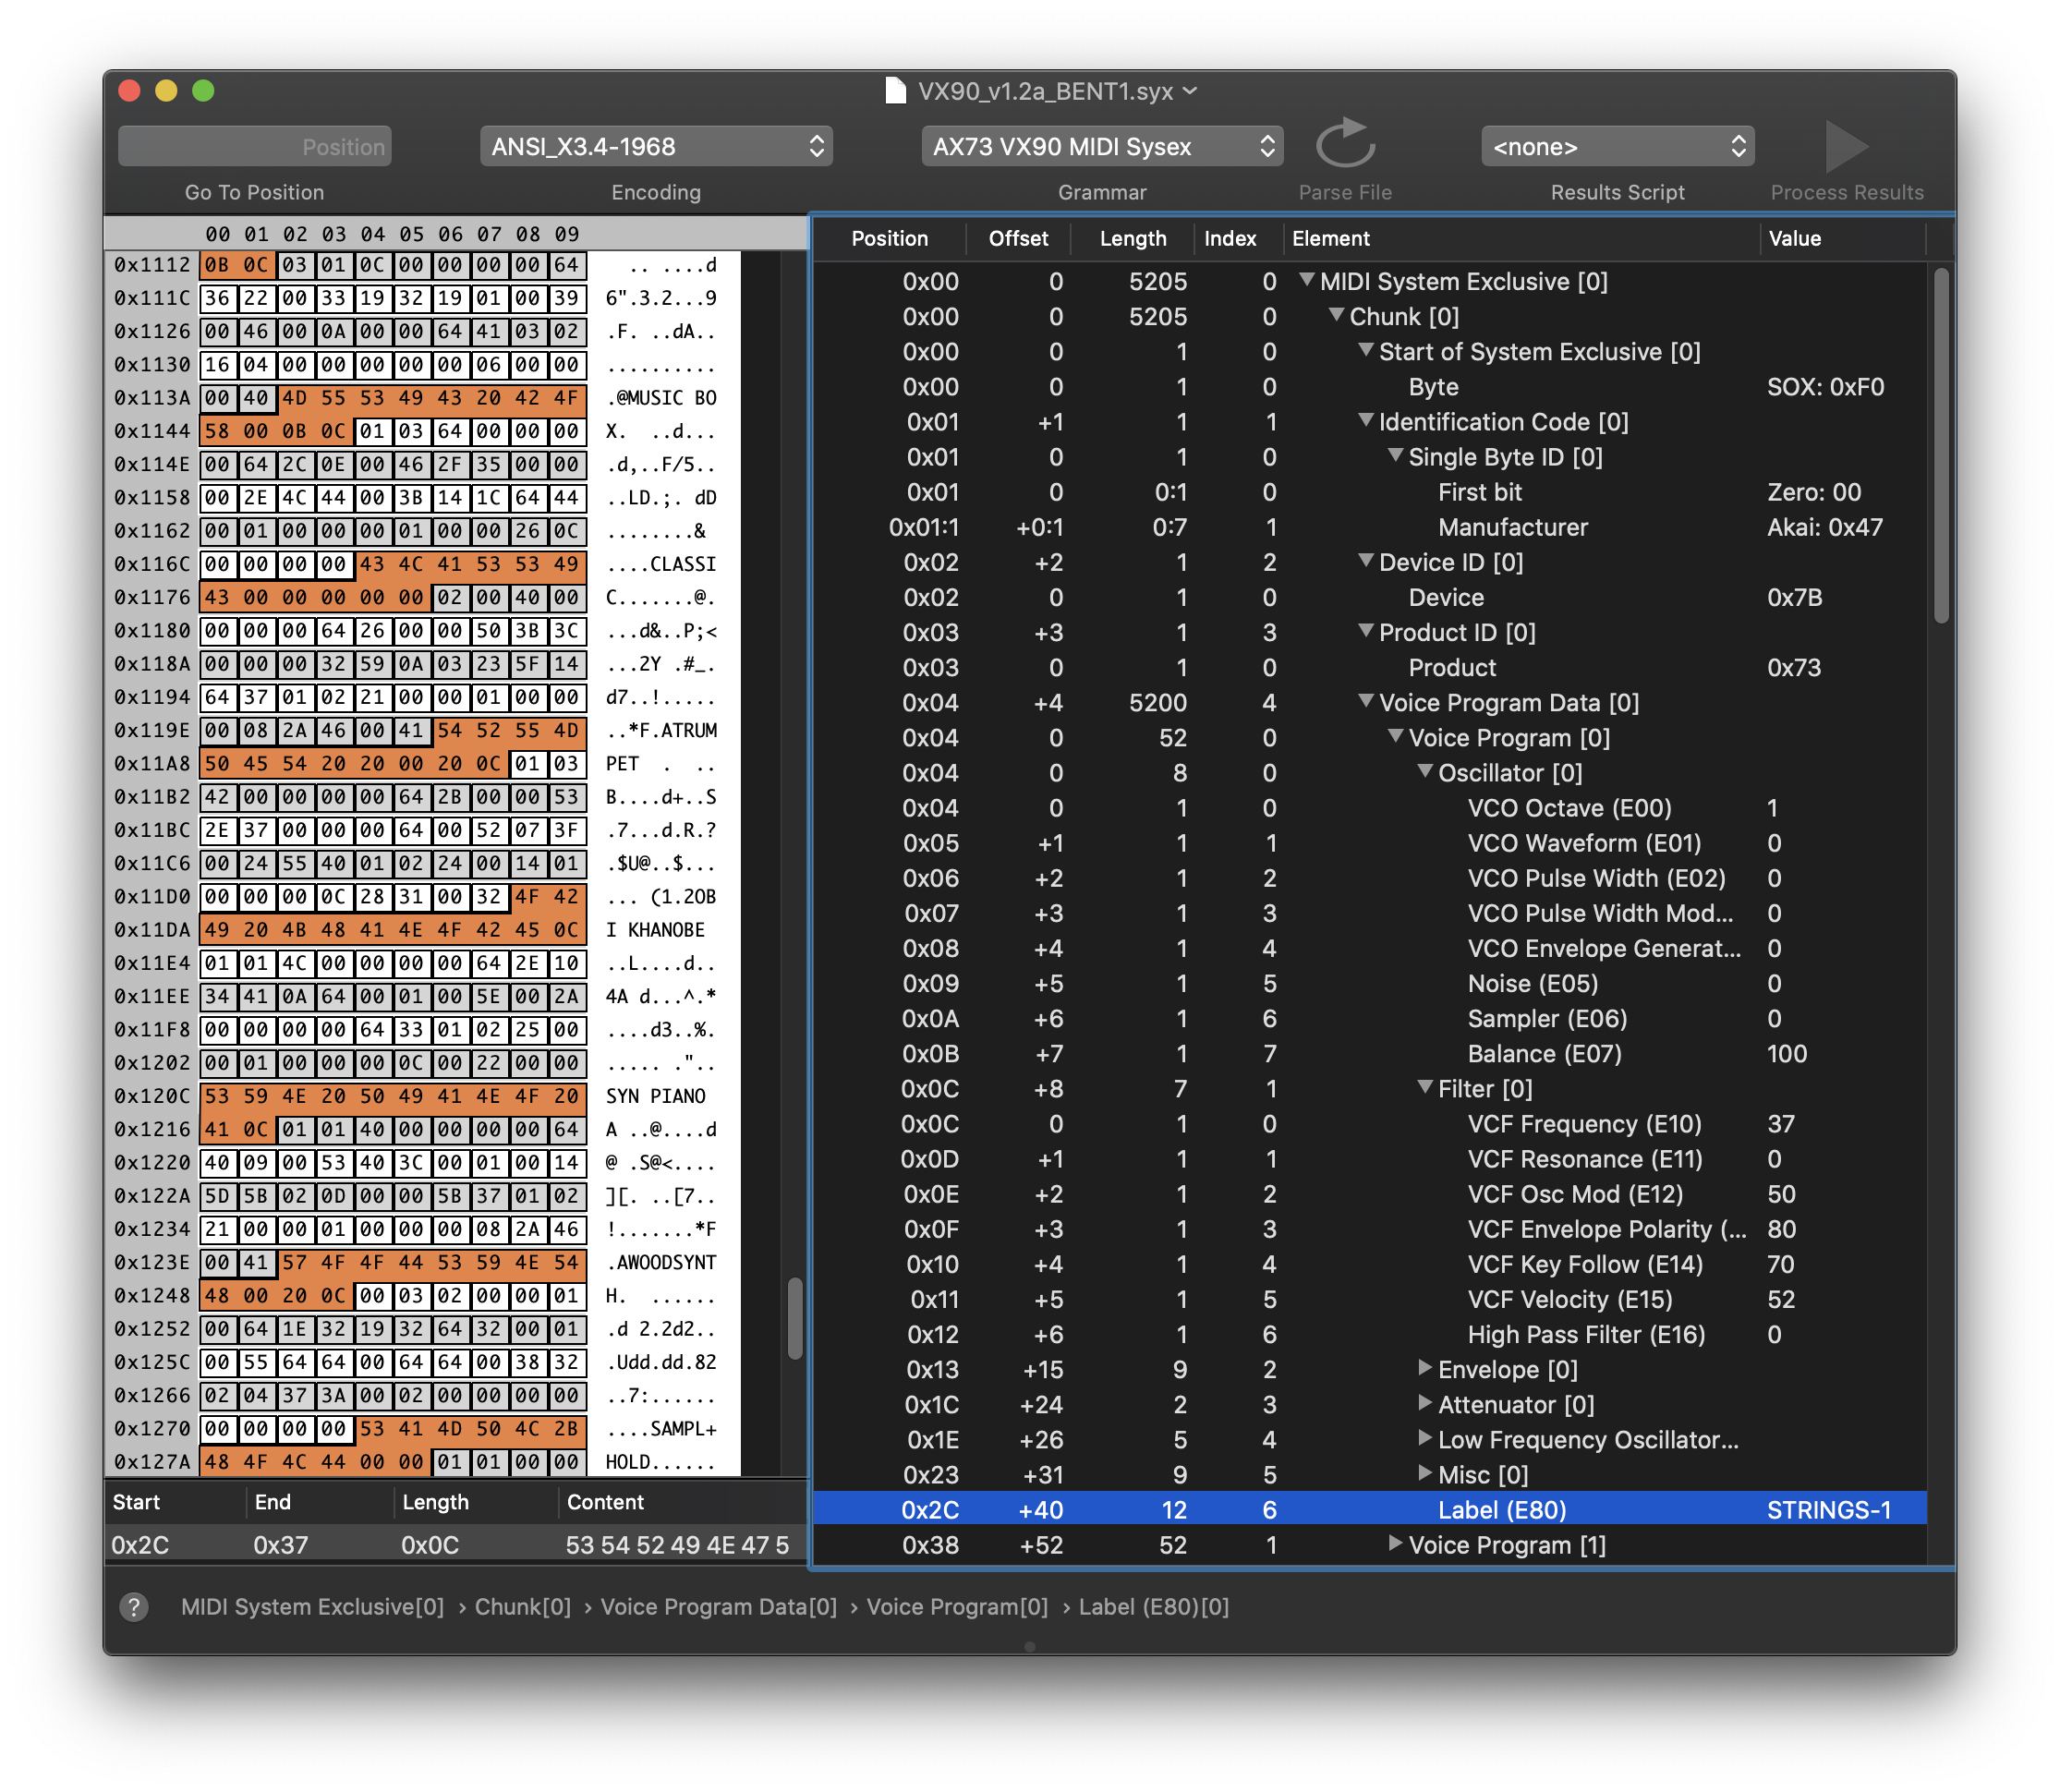 VX90_v1.2a_BENT1.syx
Position
ANSI_X3.4-1968
AX73 VX90 MIDI Sysex
<none>
Go To Position
Encoding
Grammar
Parse File
Results Script
Process Results
00 01 02 03 04 05 06 07 08 09
0x1112 0B 0C 03 01 0C 00 00 00 00 64 .. ....d
0x111C 36 22 00 33 19 32 19 01 00 39 6".3.2...9
0x1126 00 46 00 0A 00 00 64 41 03 02 .F. ..dA..
0x1130 16 04 00 00 00 00 00 06 00 00 ..........
0x113A 00 40 4D 55 53 49 43 20 42 4F .@MUSIC BO
0x1144 58 00 0B 0C 01 03 64 00 00 00 X. ..d...
0x114E 00 64 2C 0E 00 46 2F 35 00 00 .d,..F/5..
0x1158 00 2E 4C 44 00 3B 14 1C 64 44 ..LD.;. dD
0x1162 00 01 00 00 00 01 00 00 26 0C ........&
0x116C 00 00 00 00 43 4C 41 53 53 49 ....CLASSI
0x1176 43 00 00 00 00 00 02 00 40 00 C.......@.
0x1180 00 00 00 64 26 00 00 50 3B 3C ...d&..P;<
0x118A 00 00 00 32 59 0A 03 23 5F 14 ...2Y .#_.
0x1194 64 37 01 02 21 00 00 01 00 00 d7..!.....
0x119E 00 08 2A 46 00 41 54 52 55 4D ..*F.ATRUM
0x11A8 50 45 54 20 20 00 20 0C 01 03 PET . ..
0x11B2 42 00 00 00 00 64 2B 00 00 53 B....d+..S
0x11BC 2E 37 00 00 00 64 00 52 07 3F .7...d.R.?
0x11C6 00 24 55 40 01 02 24 00 14 01 .$U@..$...
0x11D0 00 00 00 0C 28 31 00 32 4F 42 ... (1.2OB
0x11DA 49 20 4B 48 41 4E 4F 42 45 0C I KHANOBE
0x11E4 01 01 4C 00 00 00 00 64 2E 10 ..L....d..
0x11EE 34 41 0A 64 00 01 00 5E 00 2A 4A d...^.*
0x11F8 00 00 00 00 64 33 01 02 25 00 ....d3..%.
0x1202 00 01 00 00 00 0C 00 22 00 00 ..... ."..
0x120C 53 59 4E 20 50 49 41 4E 4F 20 SYN PIANO
0x1216 41 0C 01 01 40 00 00 00 00 64 A ..@....d
0x1220 40 09 00 53 40 3C 00 01 00 14 @ .S@<....
0x122A 5D 5B 02 0D 00 00 5B 37 01 02 ][. ..[7..
0x1234 21 00 00 01 00 00 00 08 2A 46 !.......*F
0x123E 00 41 57 4F 4F 44 53 59 4E 54 .AWOODSYNT
0x1248 48 00 20 0C 00 03 02 00 00 01 H. ......
0x1252 00 64 1E 32 19 32 64 32 00 01 .d 2.2d2..
0x125C 00 55 64 64 00 64 64 00 38 32 .Udd.dd.82
0x1266 02 04 37 3A 00 02 00 00 00 00 ..7:......
0x1270 00 00 00 00 53 41 4D 50 4C 2B ....SAMPL+
0x127A 48 4F 4C 44 00 00 01 01 00 00 HOLD......
Start End Length Content
0x2C 0x37 0x0C 53 54 52 49 4E 47 5
Position Offset Length Index Element Value
0x00 0 5205 0 MIDI System Exclusive [0]
0x00 0 5205 0 Chunk [0]
0x00 0 1 0 Start of System Exclusive [0]
0x00 0 1 0 Byte SOX: 0xF0
0x01 +1 1 1 Identification Code [0]
0x01 0 1 0 Single Byte ID [0]
0x01 0 0:1 0 First bit Zero: 00
0x01:1 +0:1 0:7 1 Manufacturer Akai: 0x47
0x02 +2 1 2 Device ID [0]
0x02 0 1 0 Device 0x7B
0x03 +3 1 3 Product ID [0]
0x03 0 1 0 Product 0x73
0x04 +4 5200 4 Voice Program Data [0]
0x04 0 52 0 Voice Program [0]
0x04 0 8 0 Oscillator [0]
0x04 0 1 0 VCO Octave (E00) 1
0x05 +1 1 1 VCO Waveform (E01) 0
0x06 +2 1 2 VCO Pulse Width (E02) 0
0x07 +3 1 3 VCO Pulse Width Mod... 0
0x08 +4 1 4 VCO Envelope Generat... 0
0x09 +5 1 5 Noise (E05) 0
0x0A +6 1 6 Sampler (E06) 0
0x0B +7 1 7 Balance (E07) 100
0x0C +8 7 1 Filter [0]
0x0C 0 1 0 VCF Frequency (E10) 37
0x0D +1 1 1 VCF Resonance (E11) 0
0x0E +2 1 2 VCF Osc Mod (E12) 50
0x0F +3 1 3 VCF Envelope Polarity (... 80
0x10 +4 1 4 VCF Key Follow (E14) 70
0x11 +5 1 5 VCF Velocity (E15) 52
0x12 +6 1 6 High Pass Filter (E16) 0
0x13 +15 9 2 Envelope [0]
0x1C +24 2 3 Attenuator [0]
0x1E +26 5 4 Low Frequency Oscillator...
0x23 +31 9 5 Misc [0]
0x2C +40 12 6 Label (E80) STRINGS-1
0x38 +52 52 1 Voice Program [1]
? MIDI System Exclusive[0] › Chunk[0] › Voice Program Data[0] › Voice Program[0] › Label (E80)[0]